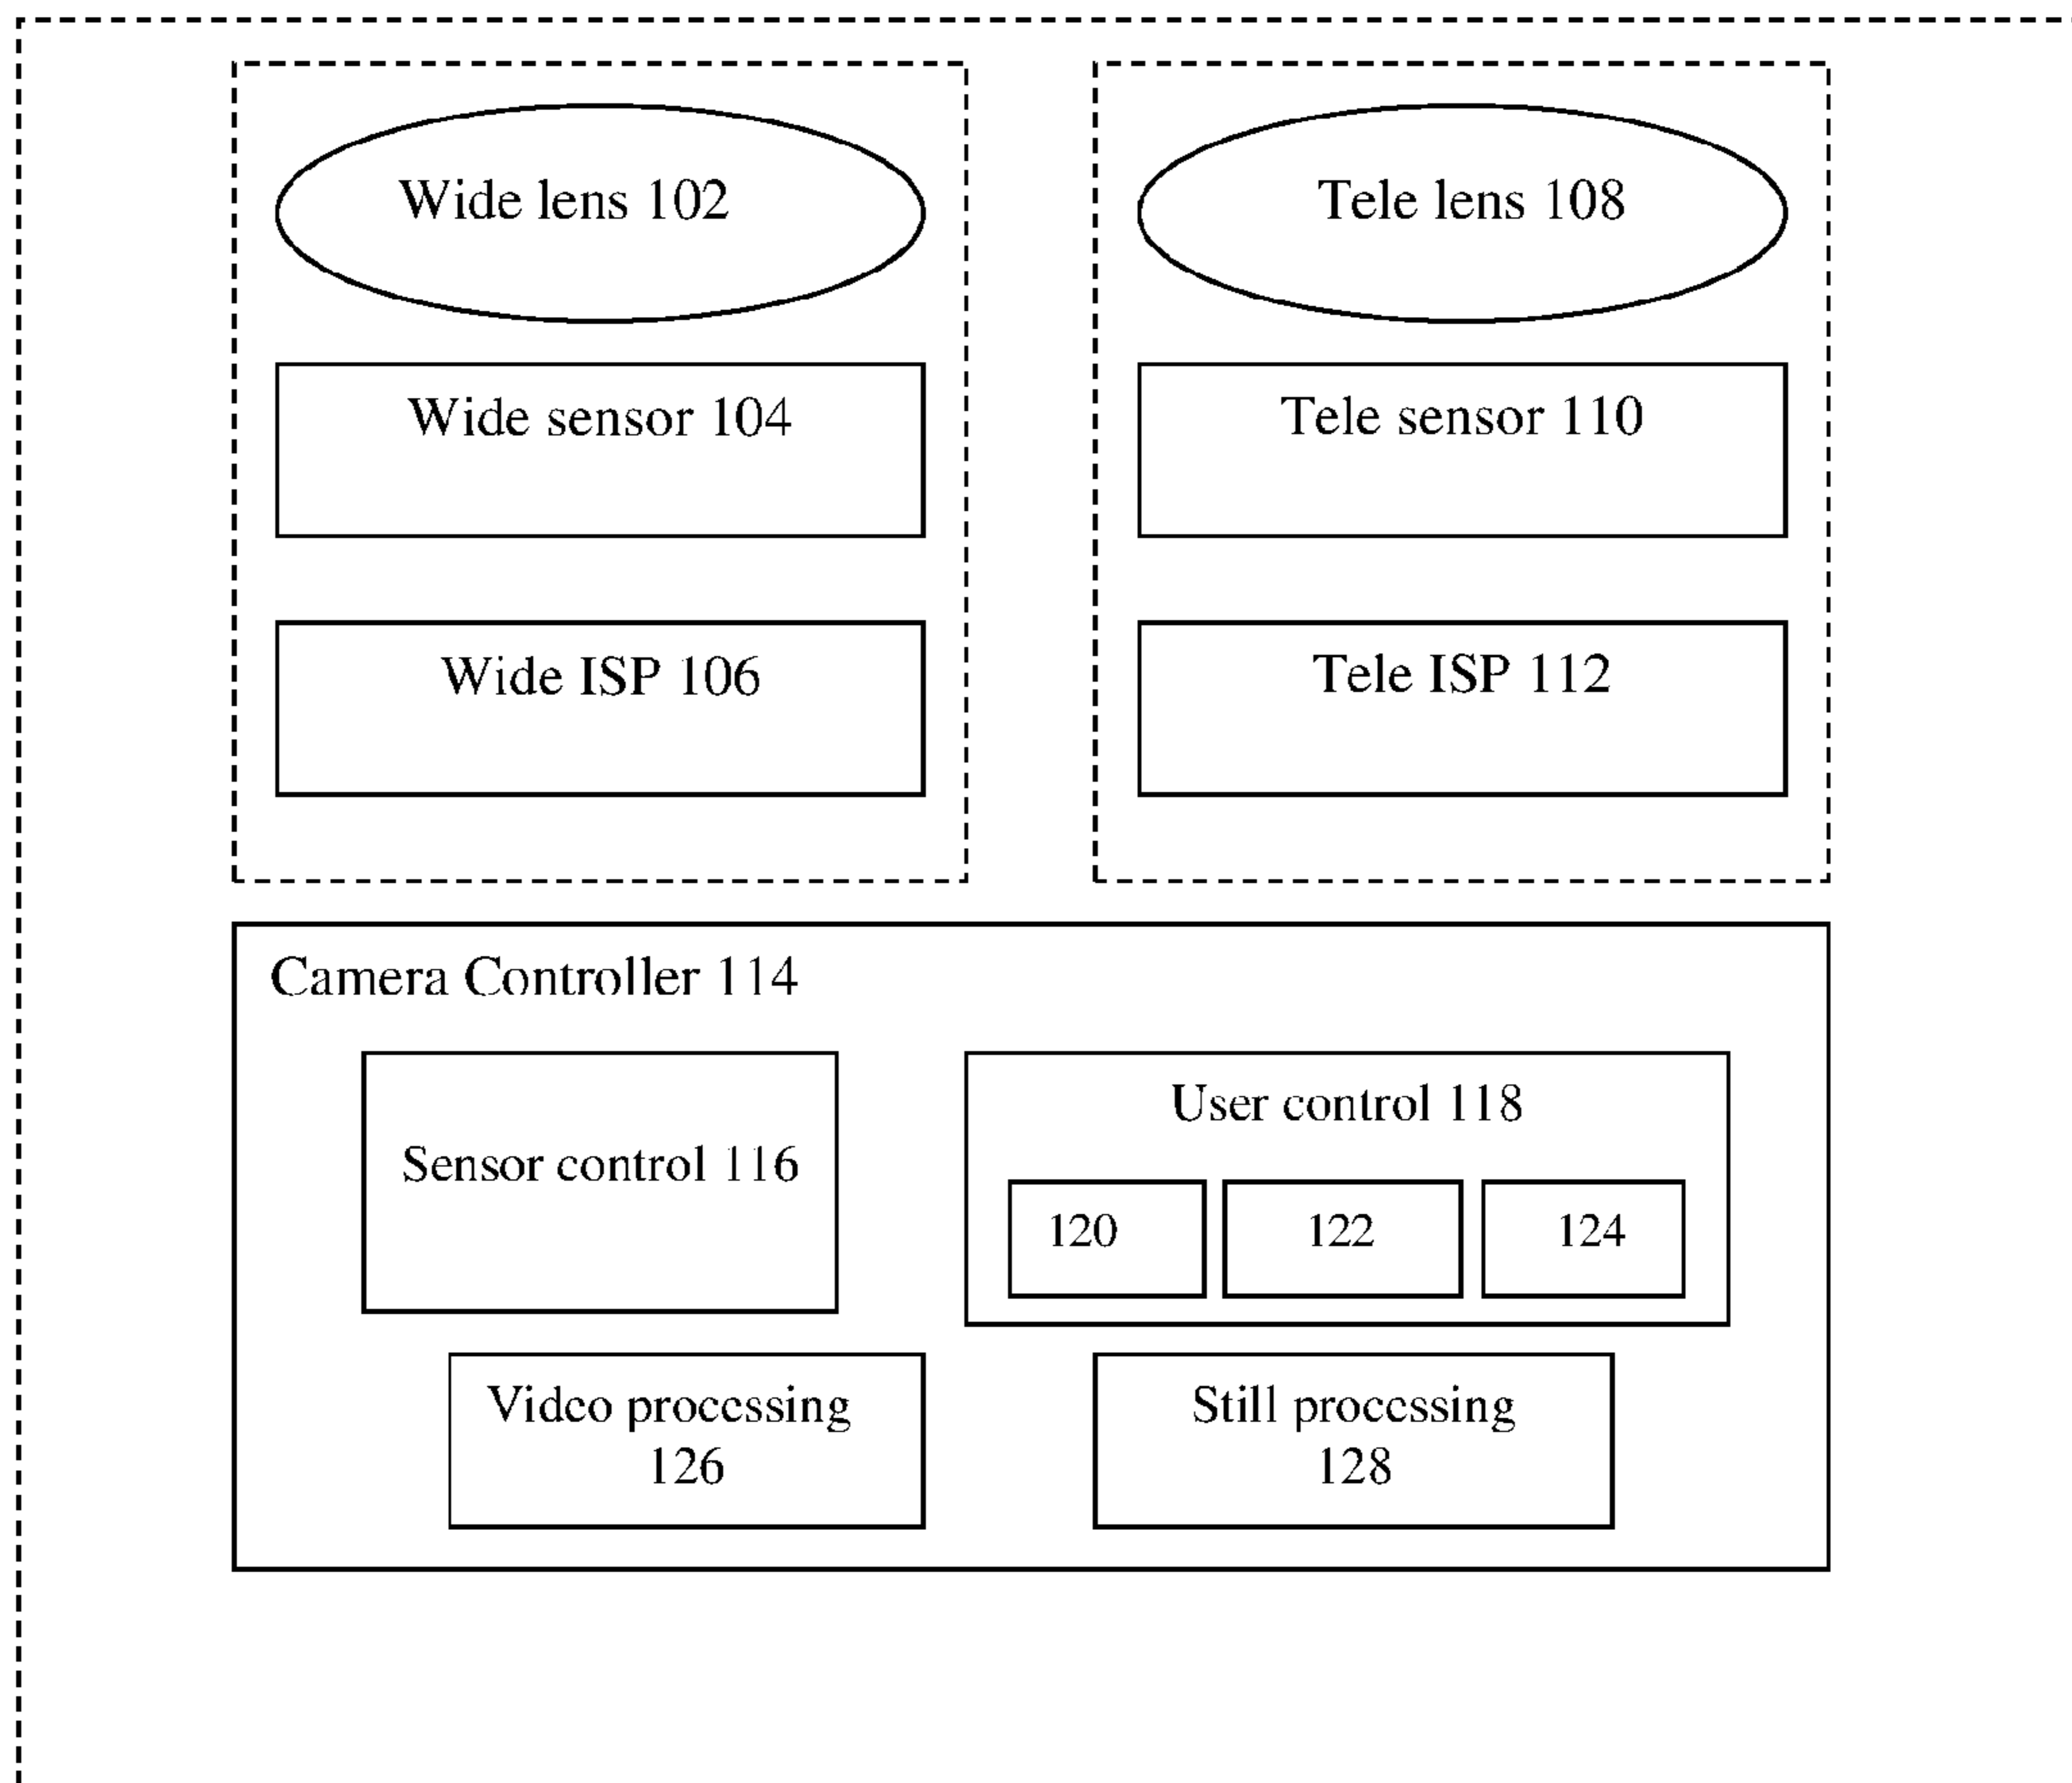 Wide lens 102
Tele lens 108
Wide sensor 104
Tele sensor 110
Wide ISP 106
Tele ISP 112
Camera Controller 114
Sensor control 116
User control 118
120
122
124
Video processing
126
Still processing
128